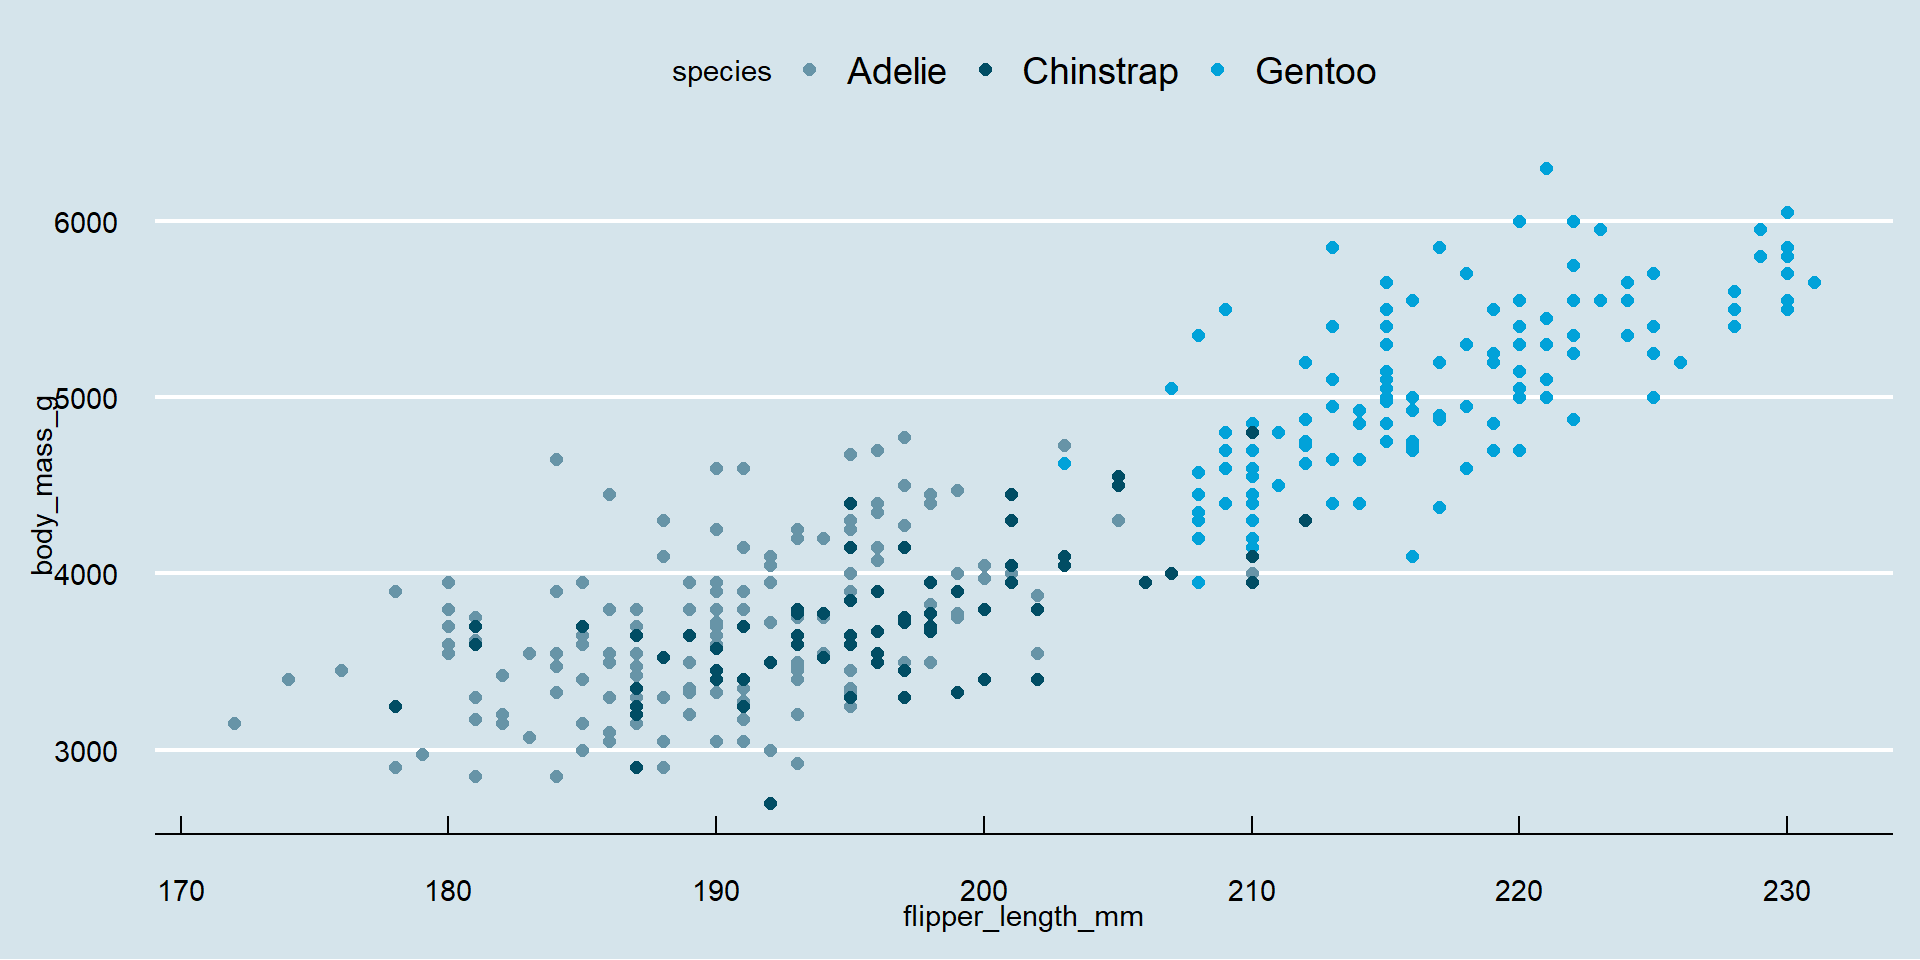 species Adelie Chinstrap Gentoo
6000
5000
4000
3000
body_mass_g
170 180 190 200 210 220 230
flipper_length_mm